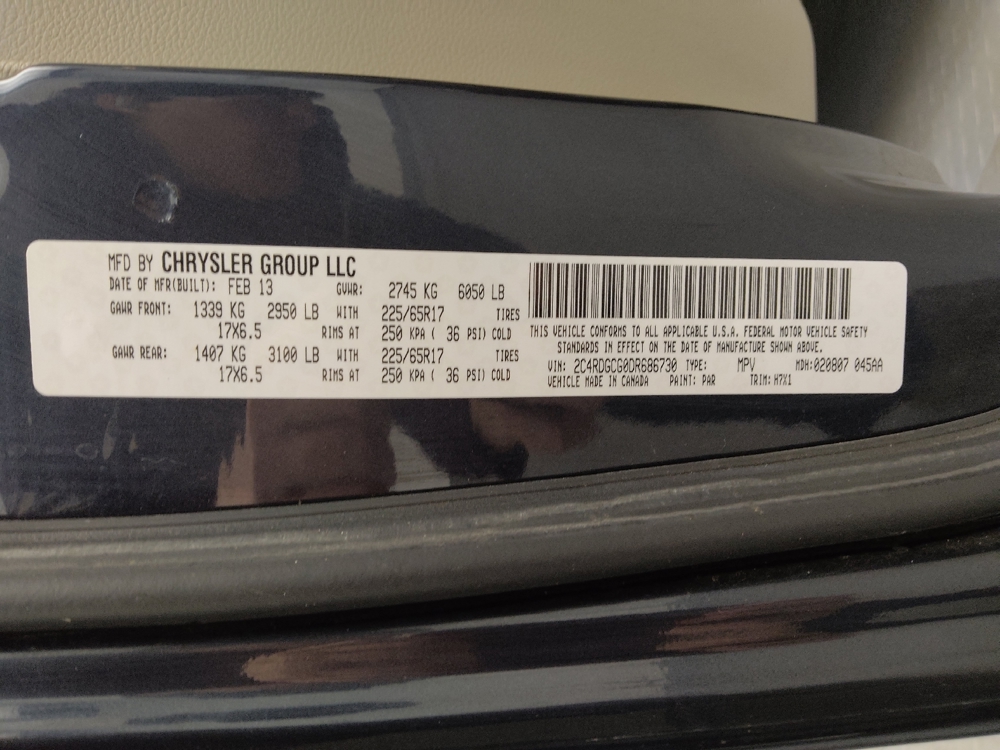 MFD BY CHRYSLER GROUP LLC
DATE OF MFR(BUILT): FEB 13 GVWR: 2745 KG 6050 LB
GAWR FRONT: 1339 KG 2950 LB WITH 225/65R17 TIRES
17X6.5 RIMS AT 250 KPA ( 36 PSI) COLD
GAWR REAR: 1407 KG 3100 LB WITH 225/65R17 TIRES
17X6.5 RIMS AT 250 KPA ( 36 PSI) COLD
THIS VEHICLE CONFORMS TO ALL APPLICABLE U.S.A. FEDERAL MOTOR VEHICLE SAFETY
STANDARDS IN EFFECT ON THE DATE OF MANUFACTURE SHOWN ABOVE.
VIN: 2C4RDGCG0DR686730 TYPE: MPV MDH: 020807 045AA
VEHICLE MADE IN CANADA PAINT: PAR TRIM: H7X1